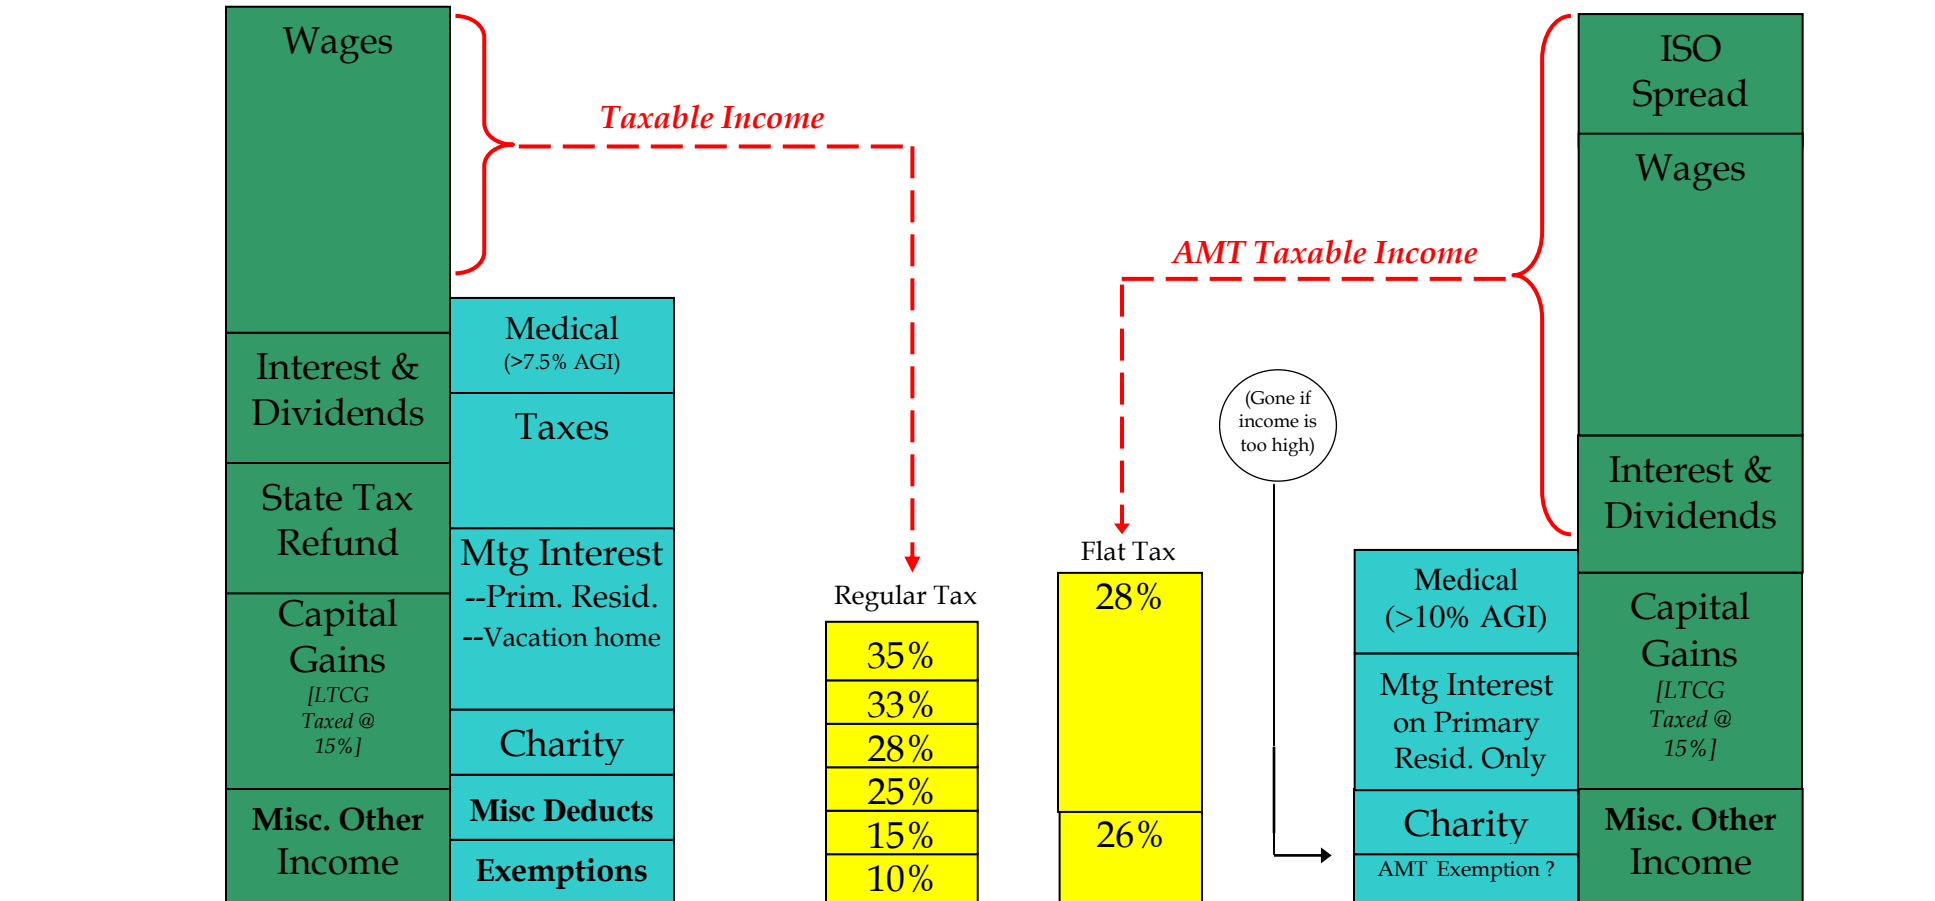 Wages
Interest &
Dividends
State Tax
Refund
Capital
Gains
[LTCG
Taxed @
15%]
Misc. Other
Income
Medical
(>7.5% AGI)
Taxes
Mtg Interest
--Prim. Resid.
--Vacation home
Charity
Misc Deducts
Exemptions
Taxable Income
Regular Tax
35%
33%
28%
25%
15%
10%
AMT Taxable Income
Flat Tax
28%
26%
(Gone if
income is
too high)
Medical
(>10% AGI)
Mtg Interest
on Primary
Resid. Only
Charity
AMT Exemption ?
ISO
Spread
Wages
Interest &
Dividends
Capital
Gains
[LTCG
Taxed @
15%]
Misc. Other
Income